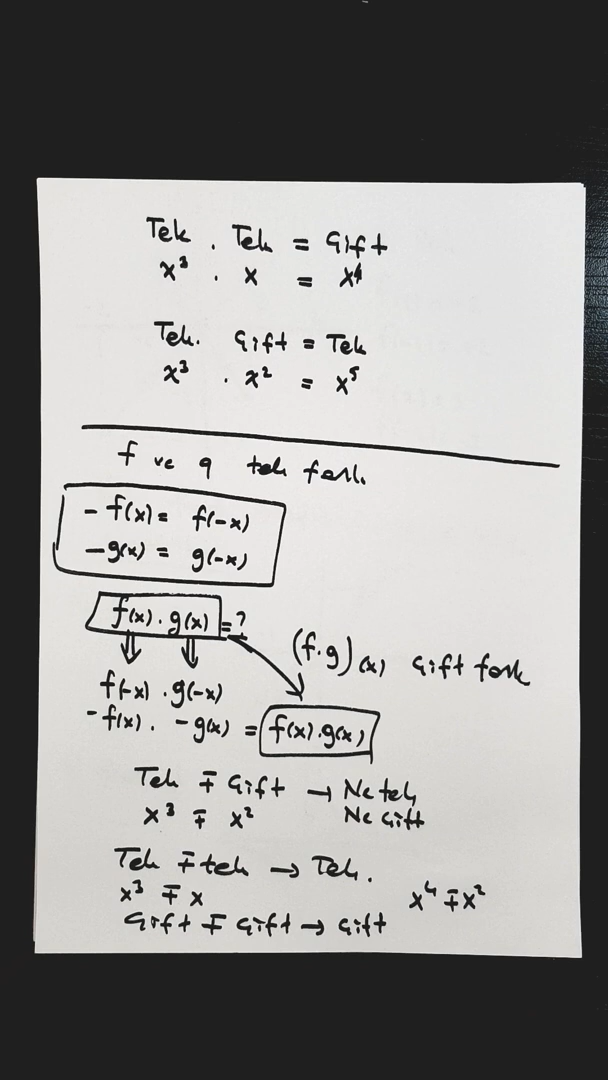 Tek . Tek = Çift
x³ . x = x⁴
Tek. Çift = Tek
x³ . x² = x⁵
f ve g tek fonk.
- f(x) = f(-x)
- g(x) = g(-x)
f(x) . g(x) = ?
(f.g)(x) Çift fonk
f(-x) . g(-x)
- f(x) . - g(x) = f(x).g(x)
Tek ∓ Çift → Ne tek
x³ ∓ x² Ne Çift
Tek ∓ tek → Tek.
x³ ∓ x x⁴ ∓ x²
Çift ∓ Çift → Çift